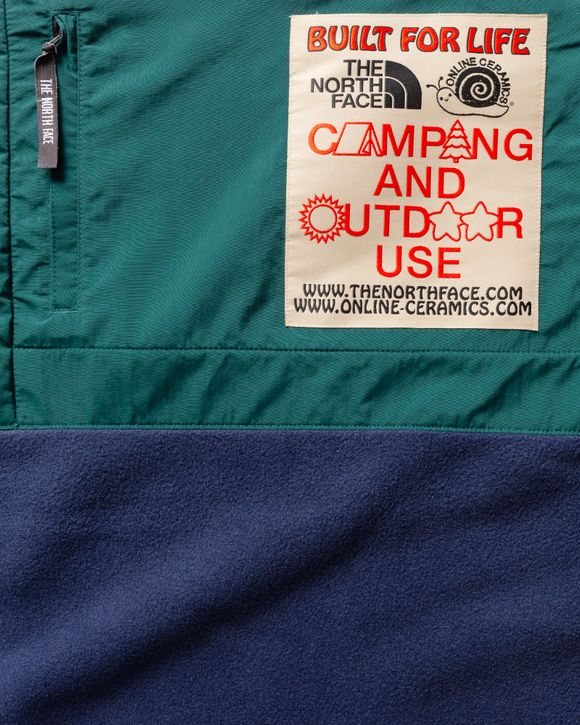 BUILT FOR LIFE
THE
NORTH
FACE
ONLINE CERAMICS
CAMPING
AND
OUTDOOR
USE
WWW.THENORTHFACE.COM
WWW.ONLINE-CERAMICS.COM
THE NORTH FACE